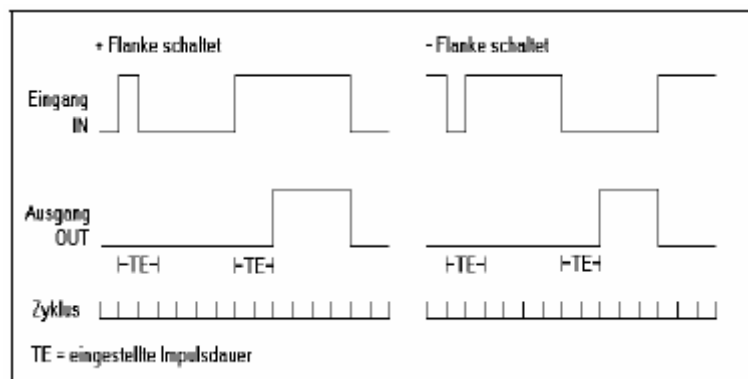 + Flanke schaltet
- Flanke schaltet
Eingang
IN
Ausgang
OUT
TE
TE
TE
TE
Zyklus
TE = eingestellte Impulsdauer